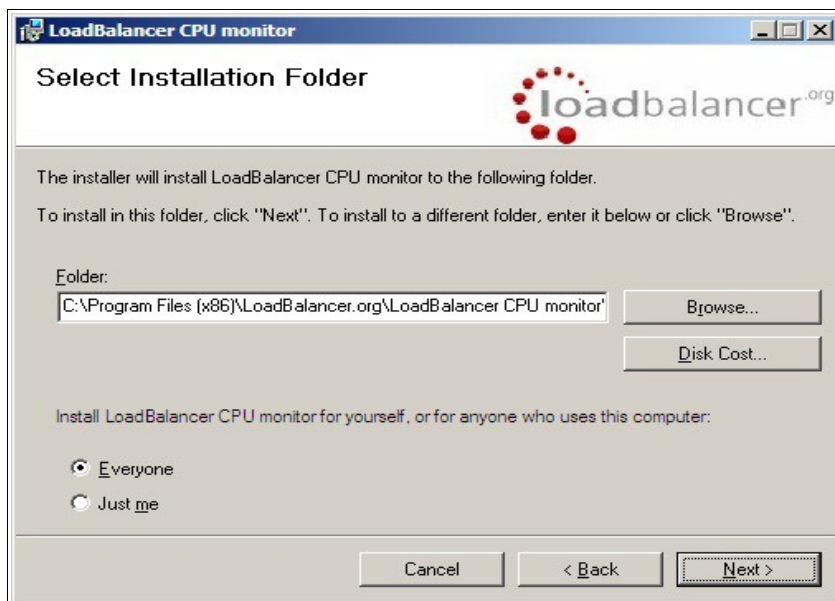 LoadBalancer CPU monitor
Select Installation Folder
loadbalancer.org
The installer will install LoadBalancer CPU monitor to the following folder.
To install in this folder, click "Next". To install to a different folder, enter it below or click "Browse".
Folder:
C:\Program Files (x86)\LoadBalancer.org\LoadBalancer CPU monitor\
Browse...
Disk Cost...
Install LoadBalancer CPU monitor for yourself, or for anyone who uses this computer:
Everyone
Just me
Cancel
< Back
Next >